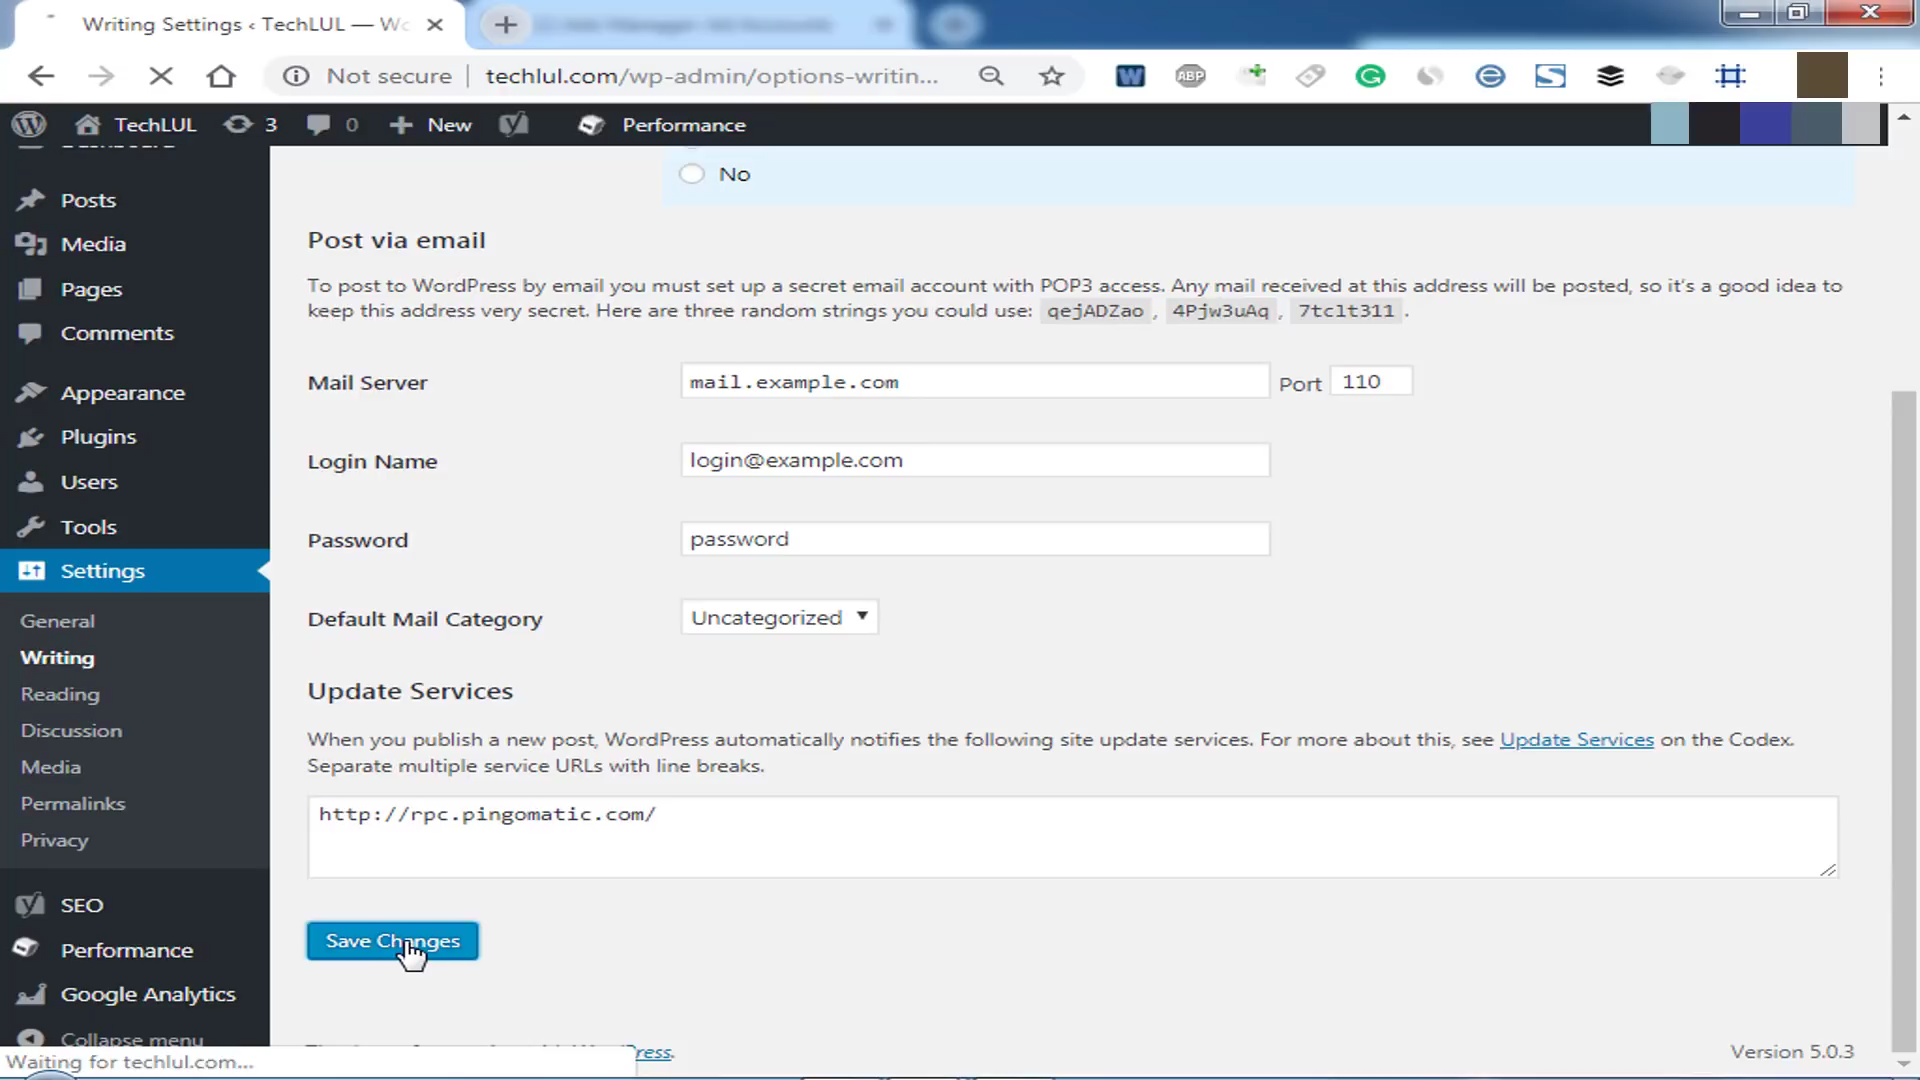 Writing Settings ‹ TechLUL — Wo
Not secure | techlul.com/wp-admin/options-writin...
ABP
TechLUL 3 0 New Performance
No
Posts
Media
Pages
Comments
Appearance
Plugins
Users
Tools
Settings
General
Writing
Reading
Discussion
Media
Permalinks
Privacy
SEO
Performance
Google Analytics
Collapse menu
Post via email
To post to WordPress by email you must set up a secret email account with POP3 access. Any mail received at this address will be posted, so it's a good idea to
keep this address very secret. Here are three random strings you could use: qejADZao , 4Pjw3uAq , 7tclt311 .
Mail Server mail.example.com Port 110
Login Name login@example.com
Password password
Default Mail Category Uncategorized
Update Services
When you publish a new post, WordPress automatically notifies the following site update services. For more about this, see Update Services on the Codex.
Separate multiple service URLs with line breaks.
http://rpc.pingomatic.com/
Save Changes
Version 5.0.3
Waiting for techlul.com...